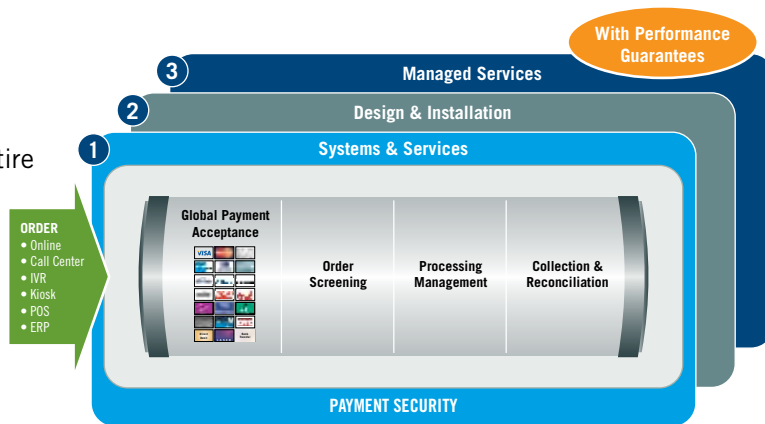 With Performance
Guarantees
3
Managed Services
2
Design & Installation
1
Systems & Services
tire
ORDER
• Online
• Call Center
• IVR
• Kiosk
• POS
• ERP
Global Payment
Acceptance
VISA
Order
Screening
Processing
Management
Collection &
Reconciliation
PAYMENT SECURITY